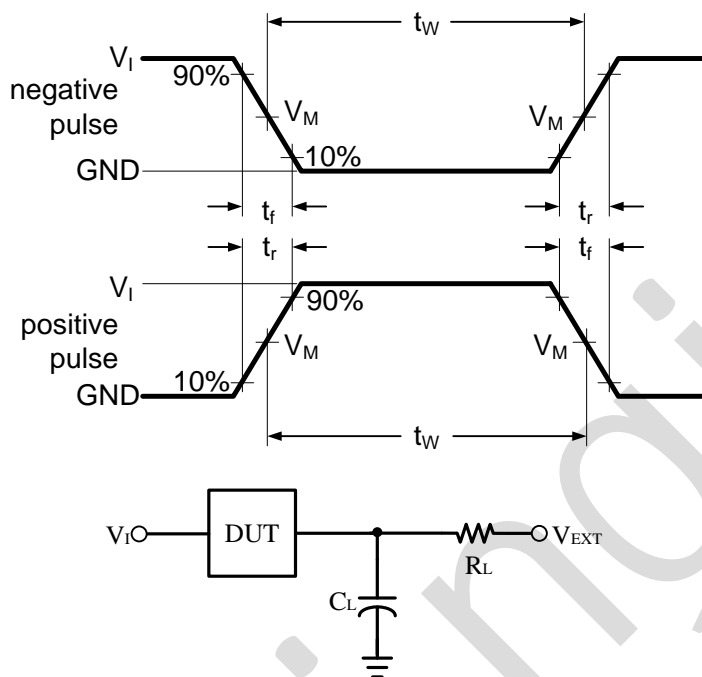 tW
VI
90%
negative
pulse
VM
VM
10%
GND
tf
tr
tr
tf
VI
90%
positive
pulse
VM
VM
10%
GND
tW
VI
DUT
VEXT
RL
CL